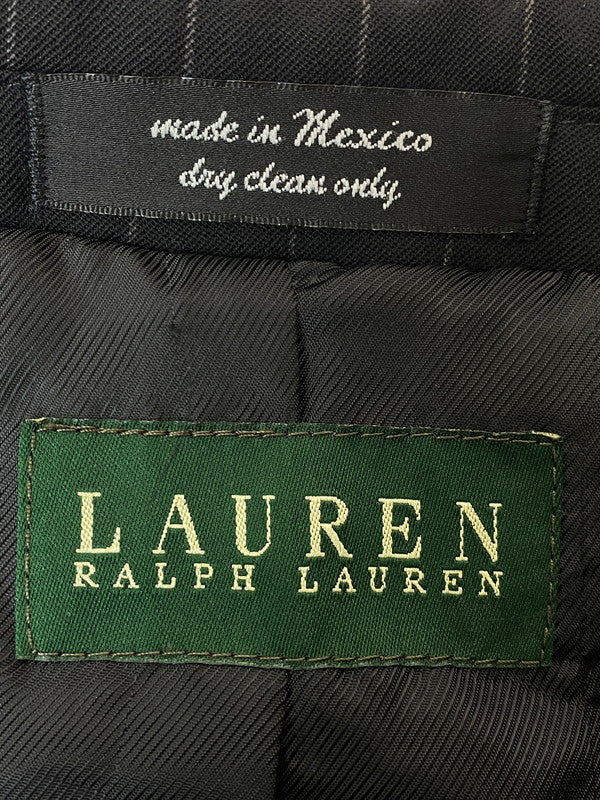 made in Mexico
dry clean only
LAUREN
RALPH LAUREN